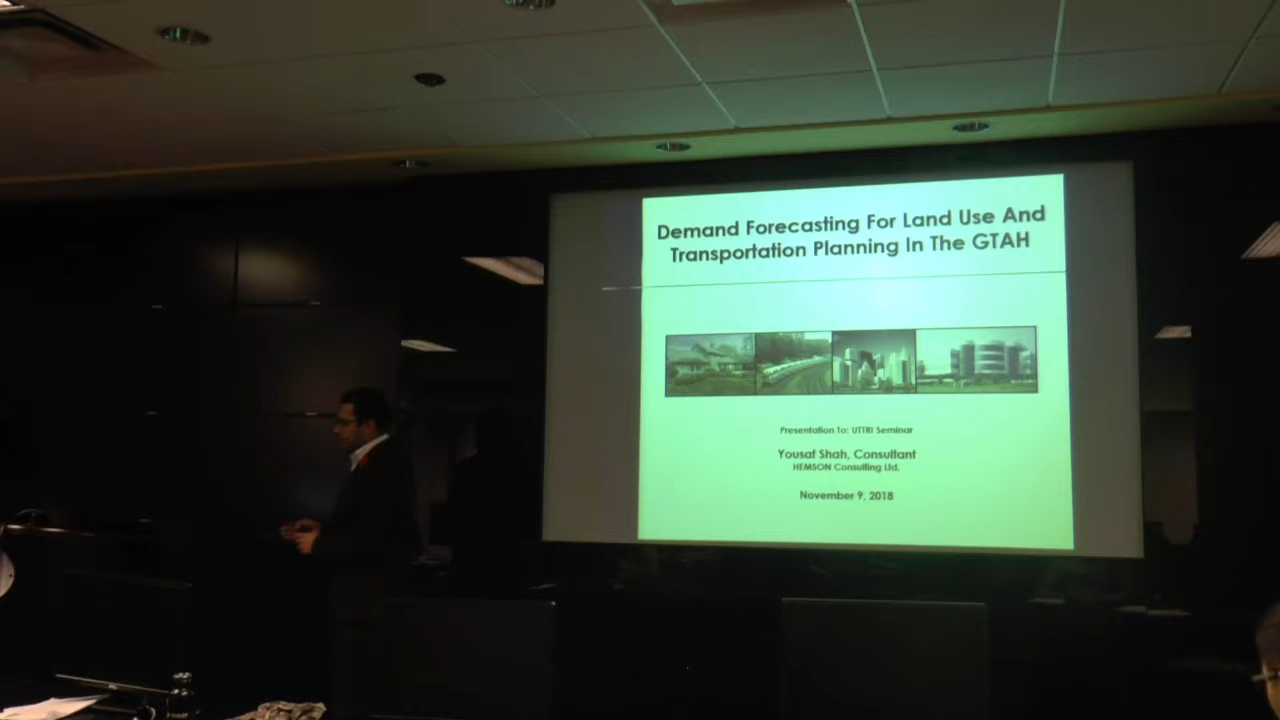 Demand Forecasting For Land Use And
Transportation Planning In The GTAH
Presentation to: UTTRI Seminar
Yousaf Shah, Consultant
HEMSON Consulting Ltd.
November 9, 2018